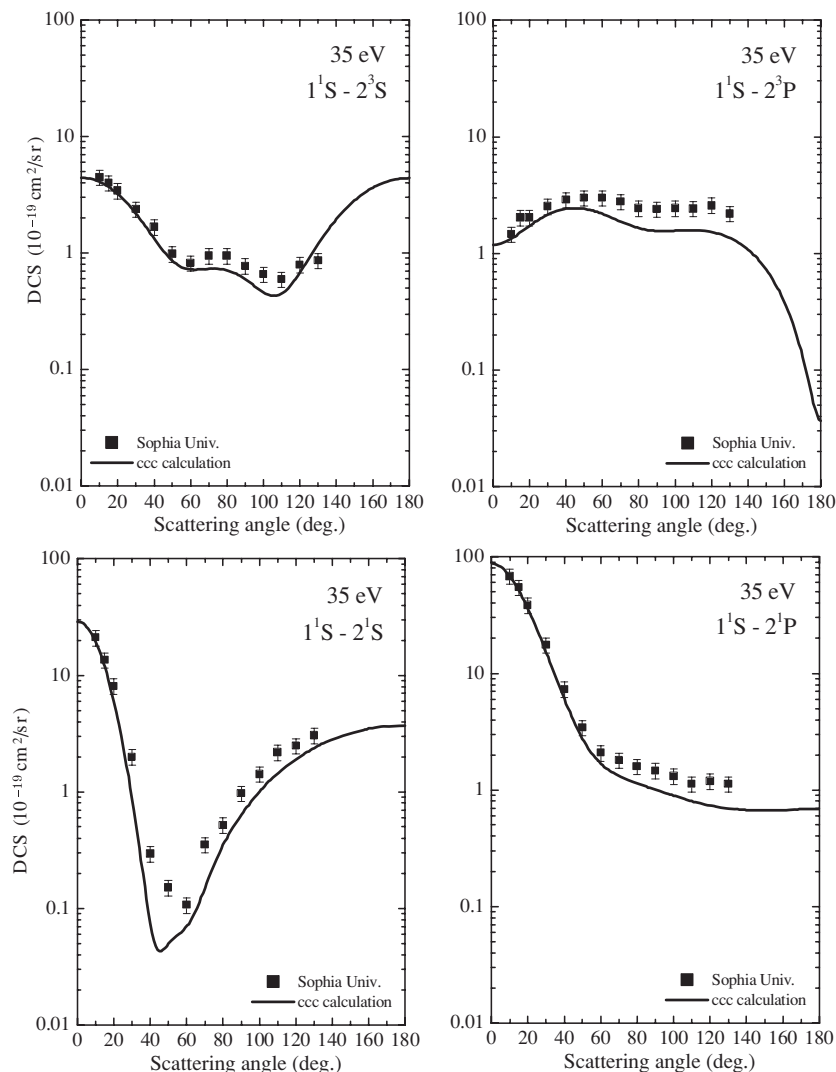 100
10
1
0.1
0.01
DCS (10⁻¹⁹ cm²/sr)
35 eV
1¹S - 2³S
Sophia Univ.
ccc calculation
0 20 40 60 80 100 120 140 160 180
Scattering angle (deg.)
100
10
1
0.1
0.01
35 eV
1¹S - 2³P
Sophia Univ.
ccc calculation
0 20 40 60 80 100 120 140 160 180
Scattering angle (deg.)
100
10
1
0.1
0.01
DCS (10⁻¹⁹ cm²/sr)
35 eV
1¹S - 2¹S
Sophia Univ.
ccc calculation
0 20 40 60 80 100 120 140 160 180
Scattering angle (deg.)
100
10
1
0.1
0.01
35 eV
1¹S - 2¹P
Sophia Univ.
ccc calculation
0 20 40 60 80 100 120 140 160 180
Scattering angle (deg.)